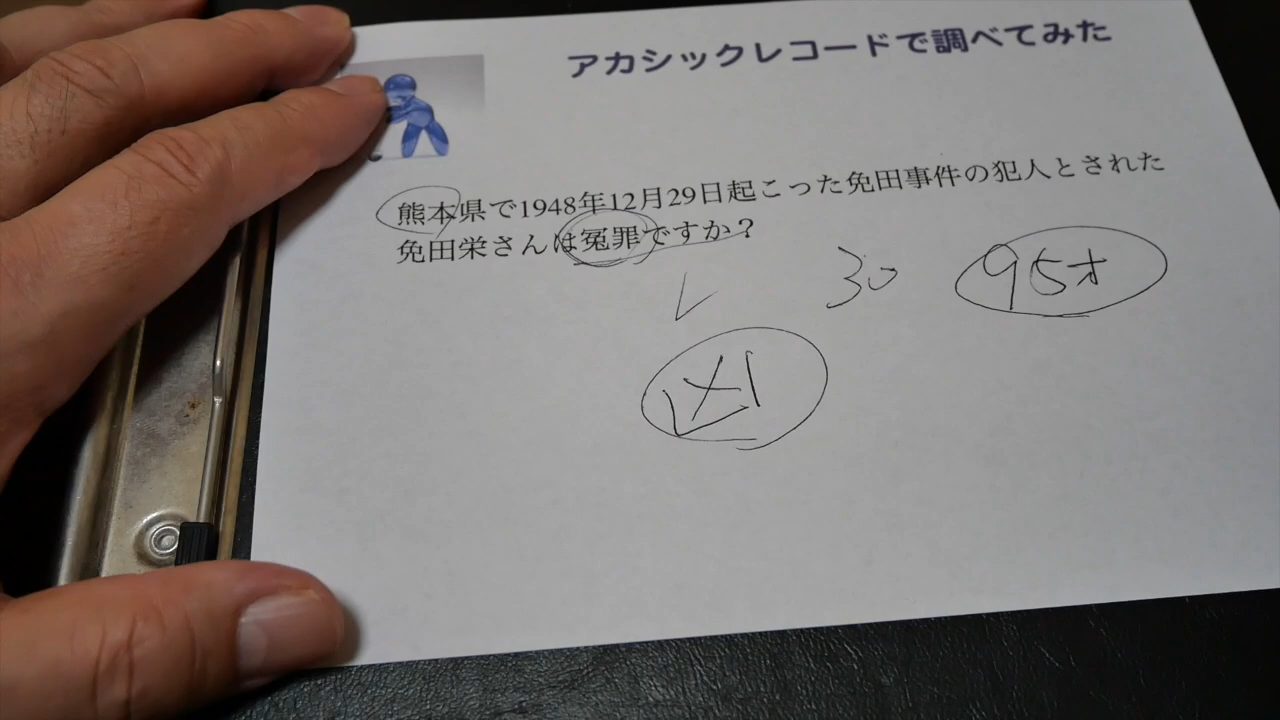 アカシックレコードで調べてみた
熊本県で1948年12月29日起こった免田事件の犯人とされた
免田栄さんは冤罪ですか？
30 95才